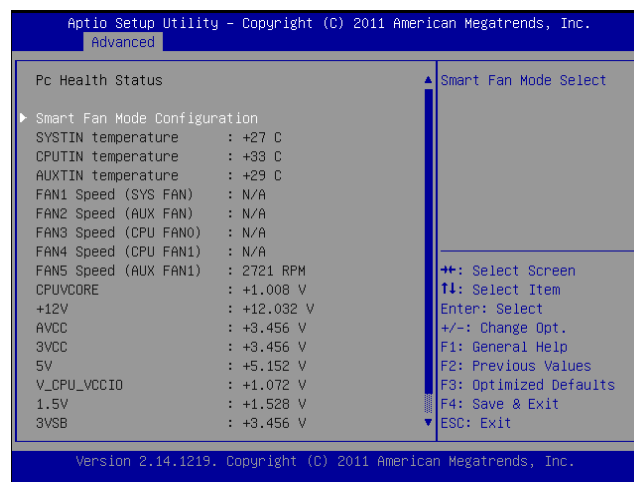 Aptio Setup Utility – Copyright (C) 2011 American Megatrends, Inc.
Advanced
Pc Health Status
Smart Fan Mode Configuration
SYSTIN temperature : +27 C
CPUTIN temperature : +33 C
AUXTIN temperature : +29 C
FAN1 Speed (SYS FAN) : N/A
FAN2 Speed (AUX FAN) : N/A
FAN3 Speed (CPU FAN0) : N/A
FAN4 Speed (CPU FAN1) : N/A
FAN5 Speed (AUX FAN1) : 2721 RPM
CPUVCORE : +1.008 V
+12V : +12.032 V
AVCC : +3.456 V
3VCC : +3.456 V
5V : +5.152 V
V_CPU_VCCIO : +1.072 V
1.5V : +1.528 V
3VSB : +3.456 V
Smart Fan Mode Select
→←: Select Screen
↑↓: Select Item
Enter: Select
+/-: Change Opt.
F1: General Help
F2: Previous Values
F3: Optimized Defaults
F4: Save & Exit
ESC: Exit
Version 2.14.1219. Copyright (C) 2011 American Megatrends, Inc.